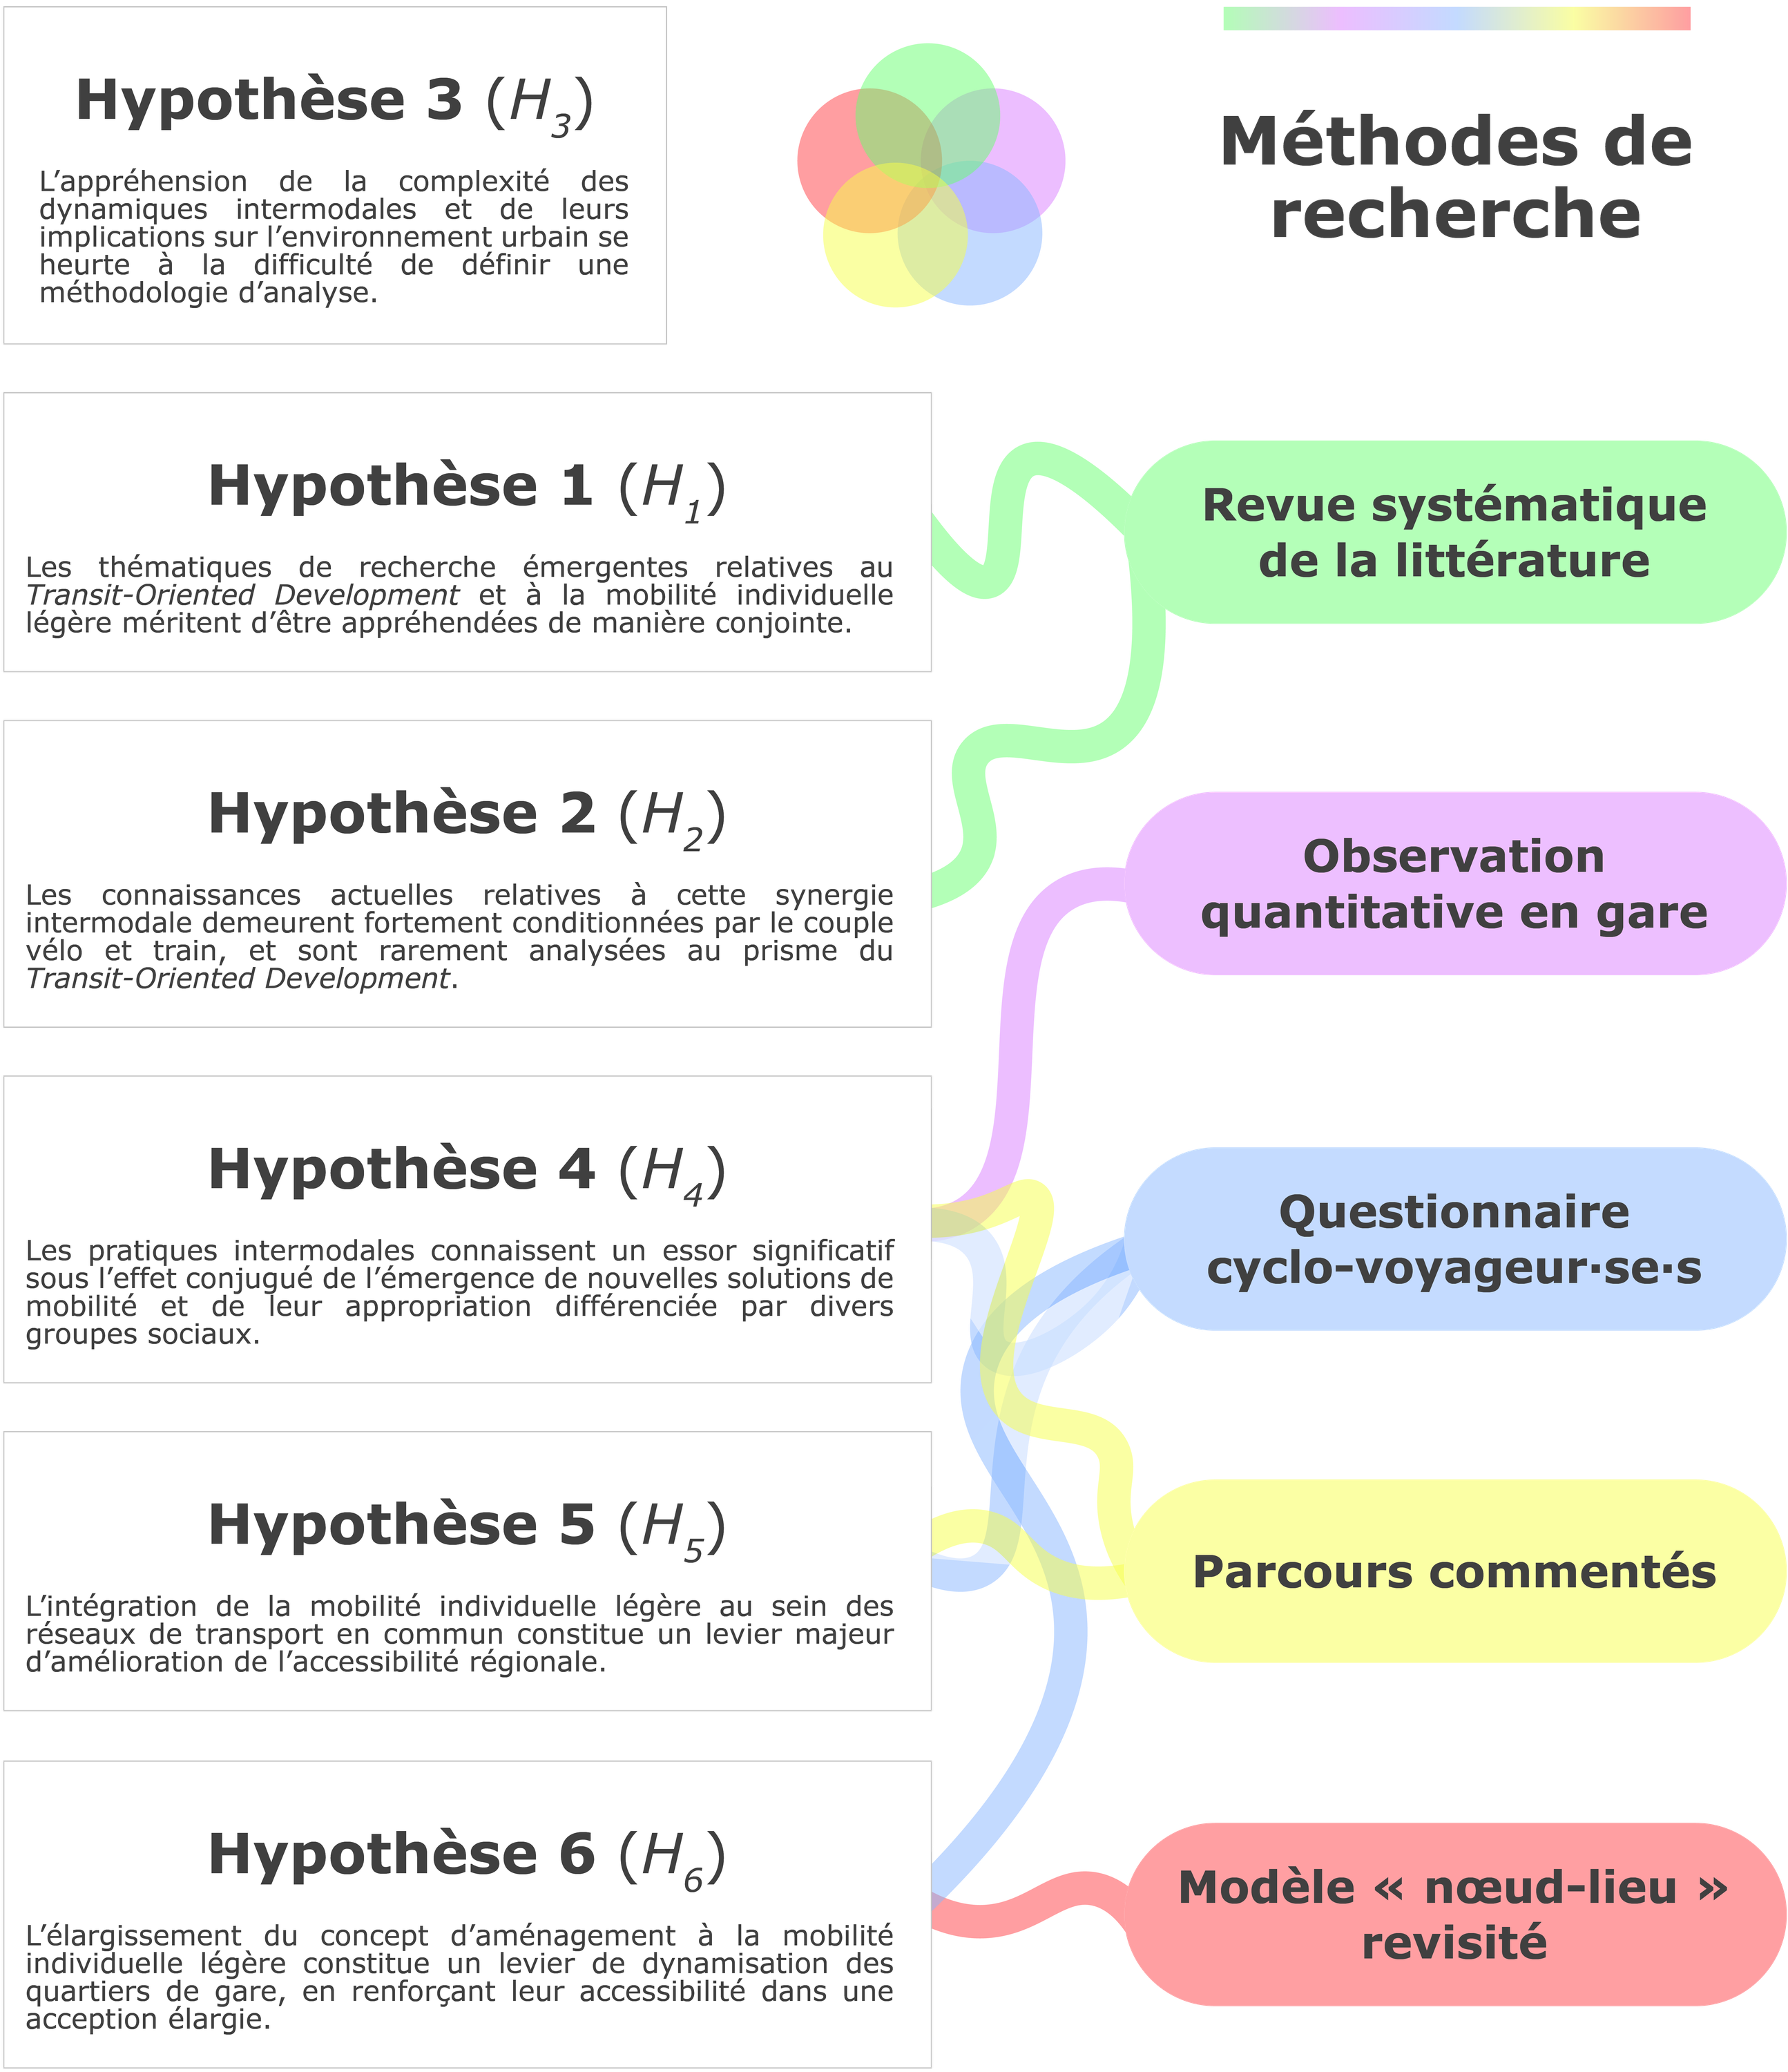 Hypothèse 3 (H3)
L'appréhension de la complexité des
dynamiques intermodales et de leurs
implications sur l'environnement urbain se
heurte à la difficulté de définir une
méthodologie d'analyse.
Méthodes de
recherche
Hypothèse 1 (H1)
Les thématiques de recherche émergentes relatives au
Transit-Oriented Development et à la mobilité individuelle
légère méritent d'être appréhendées de manière conjointe.
Revue systématique
de la littérature
Hypothèse 2 (H2)
Les connaissances actuelles relatives à cette synergie
intermodale demeurent fortement conditionnées par le couple
vélo et train, et sont rarement analysées au prisme du
Transit-Oriented Development.
Observation
quantitative en gare
Hypothèse 4 (H4)
Les pratiques intermodales connaissent un essor significatif
sous l'effet conjugué de l'émergence de nouvelles solutions de
mobilité et de leur appropriation différenciée par divers
groupes sociaux.
Questionnaire
cyclo-voyageur·se·s
Hypothèse 5 (H5)
L'intégration de la mobilité individuelle légère au sein des
réseaux de transport en commun constitue un levier majeur
d'amélioration de l'accessibilité régionale.
Parcours commentés
Hypothèse 6 (H6)
L'élargissement du concept d'aménagement à la mobilité
individuelle légère constitue un levier de dynamisation des
quartiers de gare, en renforçant leur accessibilité dans une
acception élargie.
Modèle « nœud-lieu »
revisité